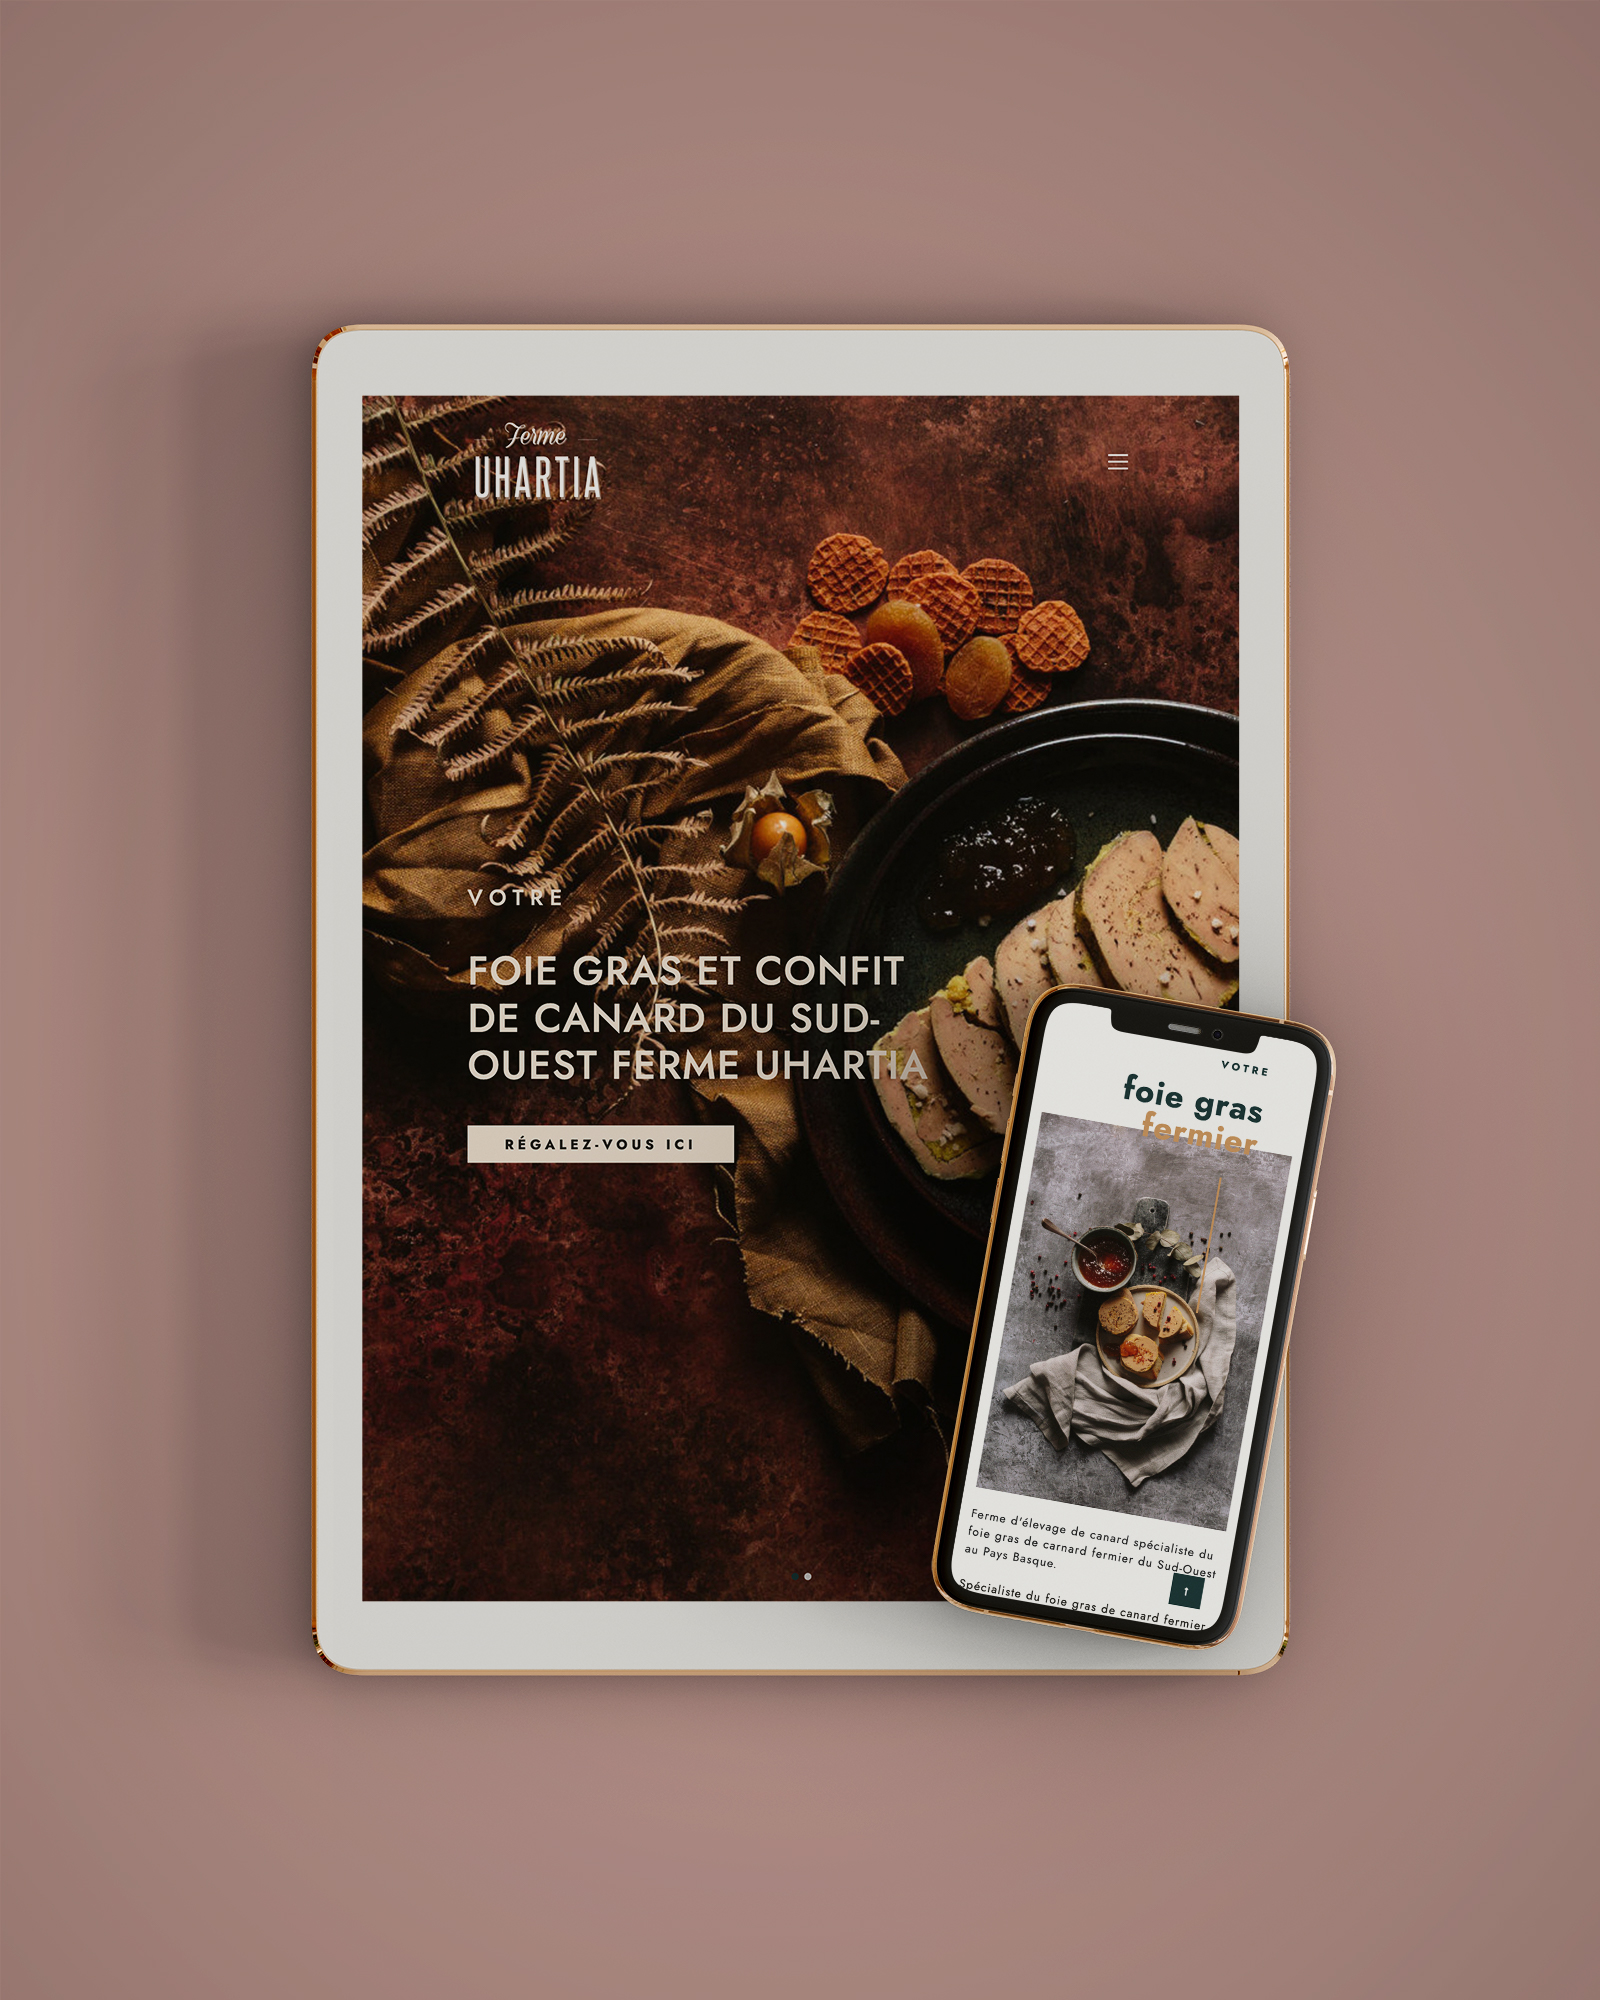 Ferme
UHARTIA
VOTRE
FOIE GRAS ET CONFIT
DE CANARD DU SUD-
OUEST FERME UHARTIA
RÉGALEZ-VOUS ICI
VOTRE
foie gras
fermier
Ferme d'élevage de canard spécialiste du
foie gras de carnard fermier du Sud-Ouest
au Pays Basque.
Spécialiste du foie gras de canard fermier